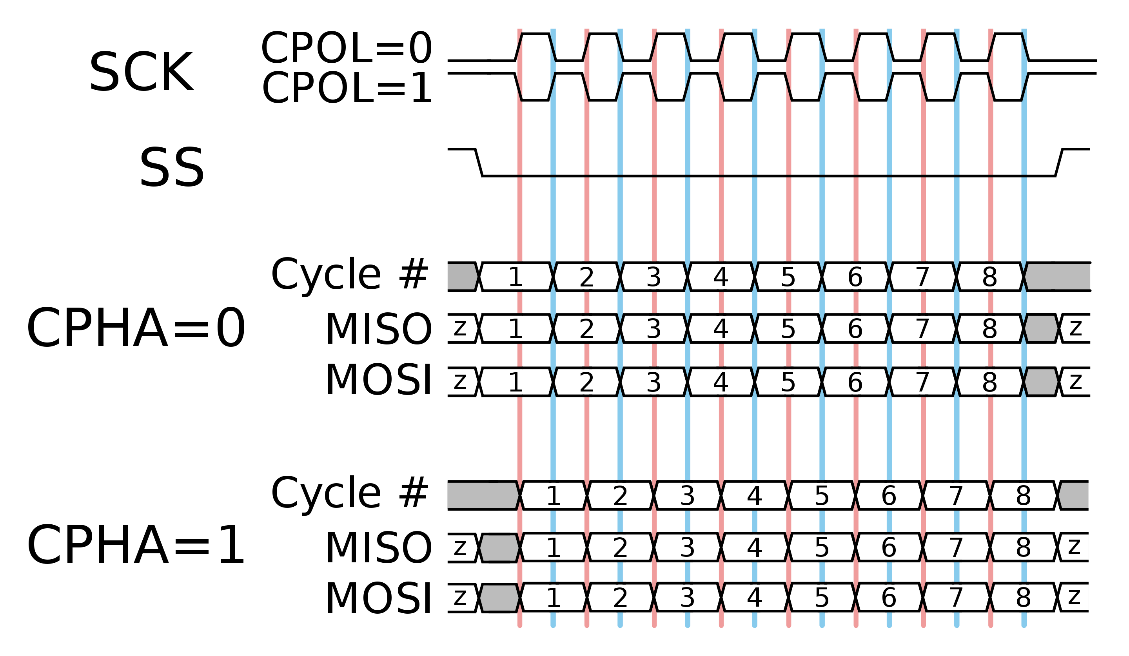 SCK CPOL=0
CPOL=1
SS
Cycle # 1 2 3 4 5 6 7 8
CPHA=0 MISO z 1 2 3 4 5 6 7 8 z
MOSI z 1 2 3 4 5 6 7 8 z
Cycle # 1 2 3 4 5 6 7 8
CPHA=1 MISO z 1 2 3 4 5 6 7 8 z
MOSI z 1 2 3 4 5 6 7 8 z